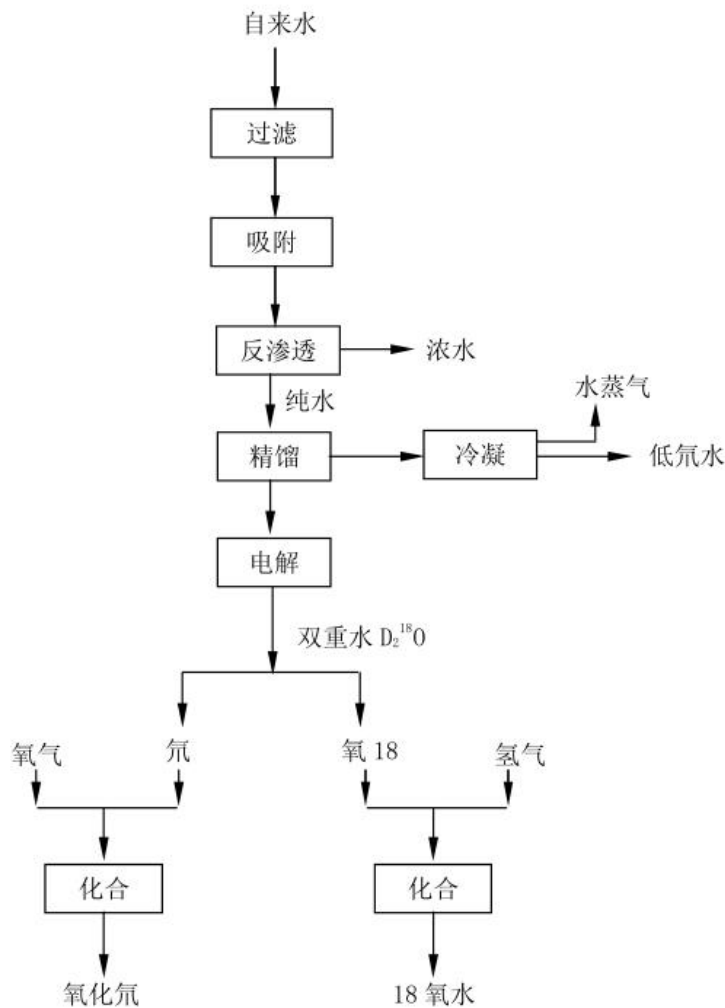 自来水
过滤
吸附
反渗透
浓水
纯水
水蒸气
精馏
冷凝
低氘水
电解
双重水 D₂¹⁸O
氧气
氘
氧 18
氢气
化合
化合
氧化氘
18 氧水